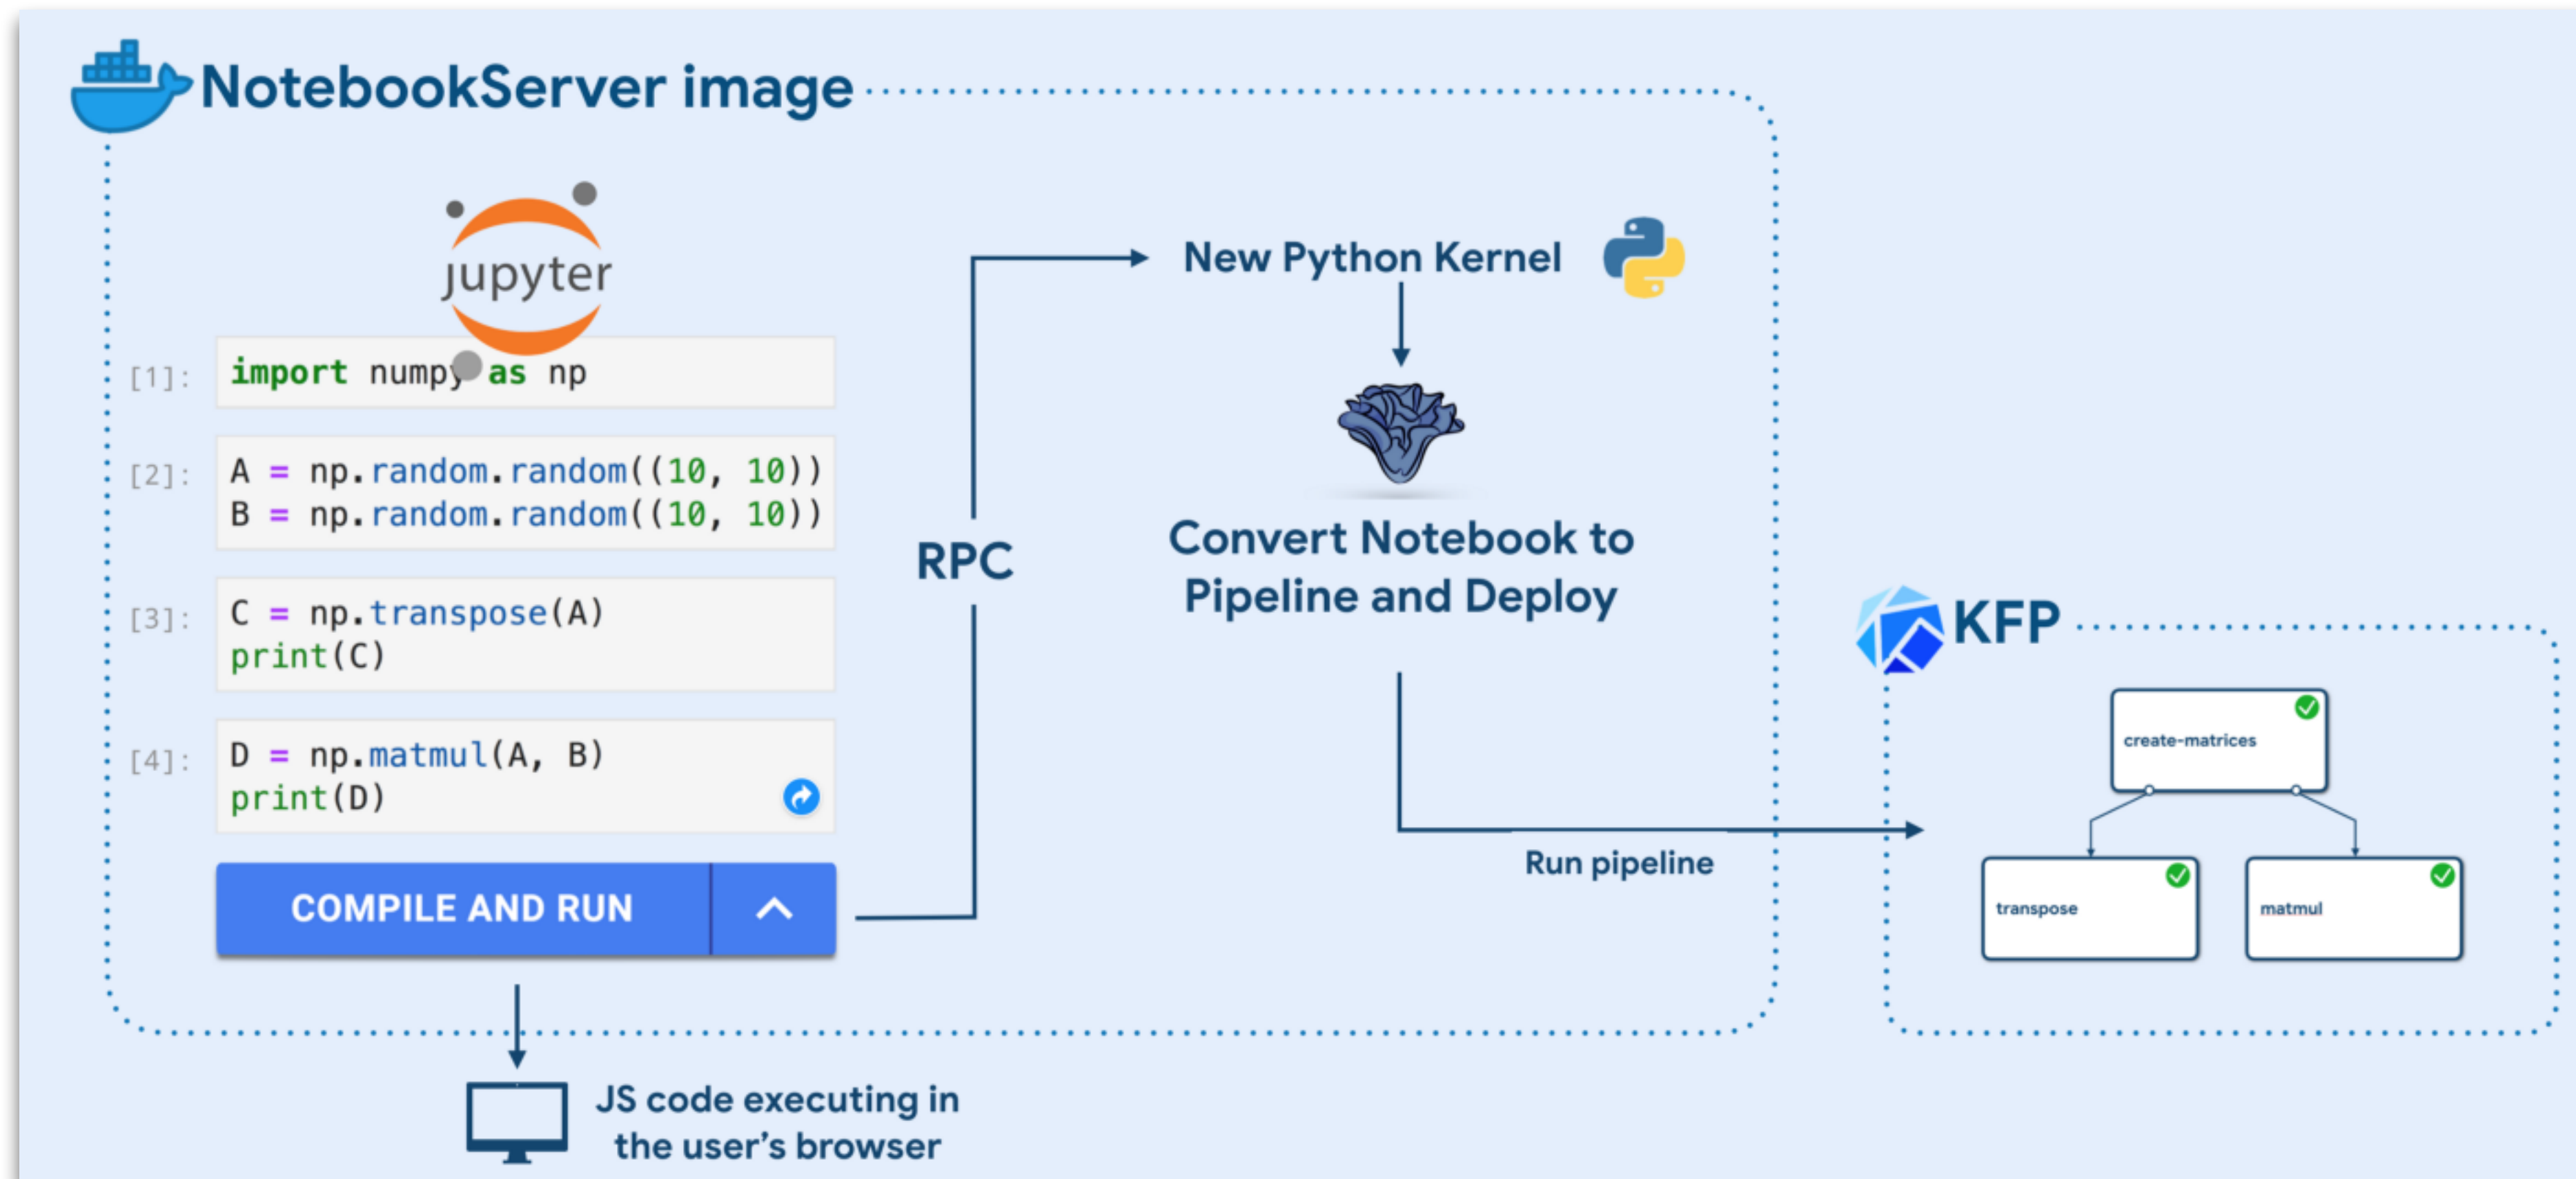 NotebookServer image
jupyter
[1]: import numpy as np
[2]: A = np.random.random((10, 10))
B = np.random.random((10, 10))
[3]: C = np.transpose(A)
print(C)
[4]: D = np.matmul(A, B)
print(D)
COMPILE AND RUN
JS code executing in
the user's browser
RPC
New Python Kernel
Convert Notebook to
Pipeline and Deploy
Run pipeline
KFP
create-matrices
transpose
matmul